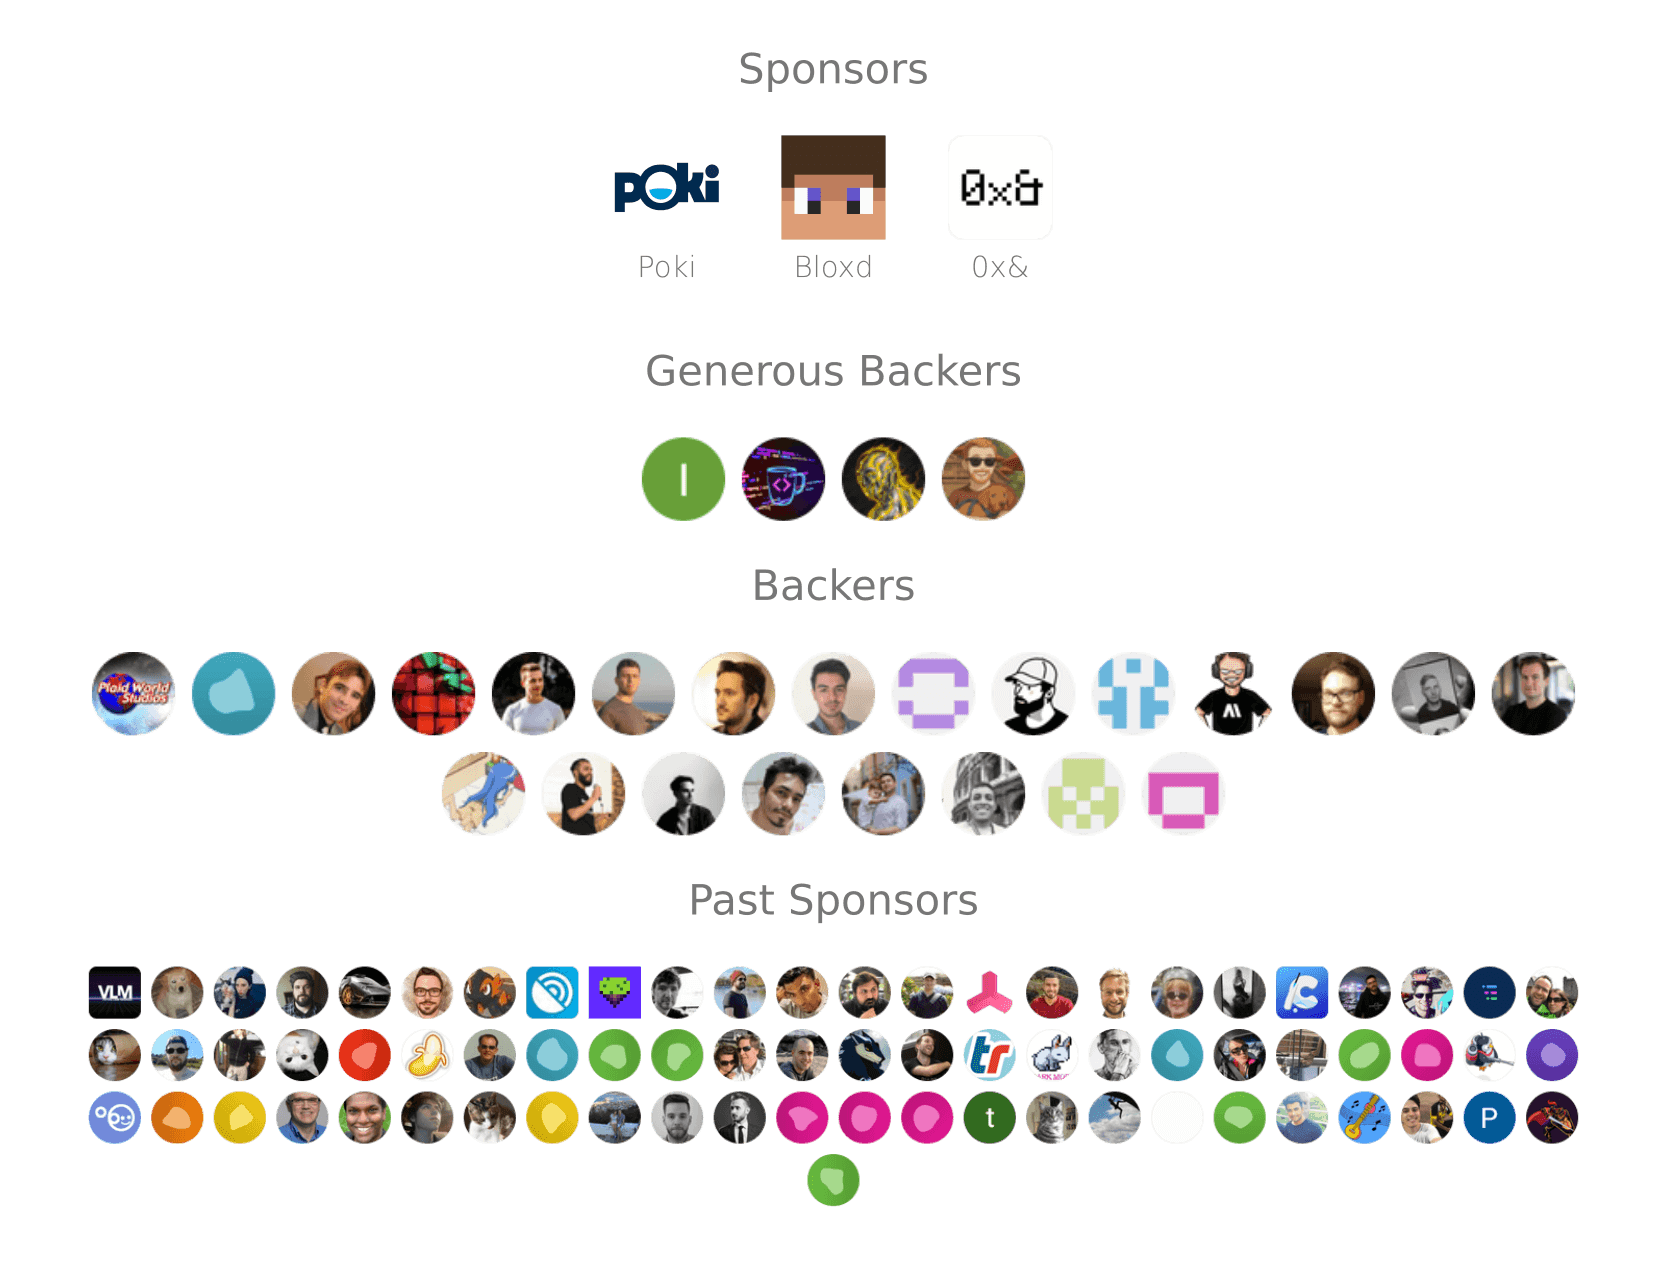 Sponsors
poki
0x&
Poki
Bloxd
0x&
Generous Backers
I
<>
Backers
Plaid World
Studios
Past Sponsors
VLM
C
tr
t
P